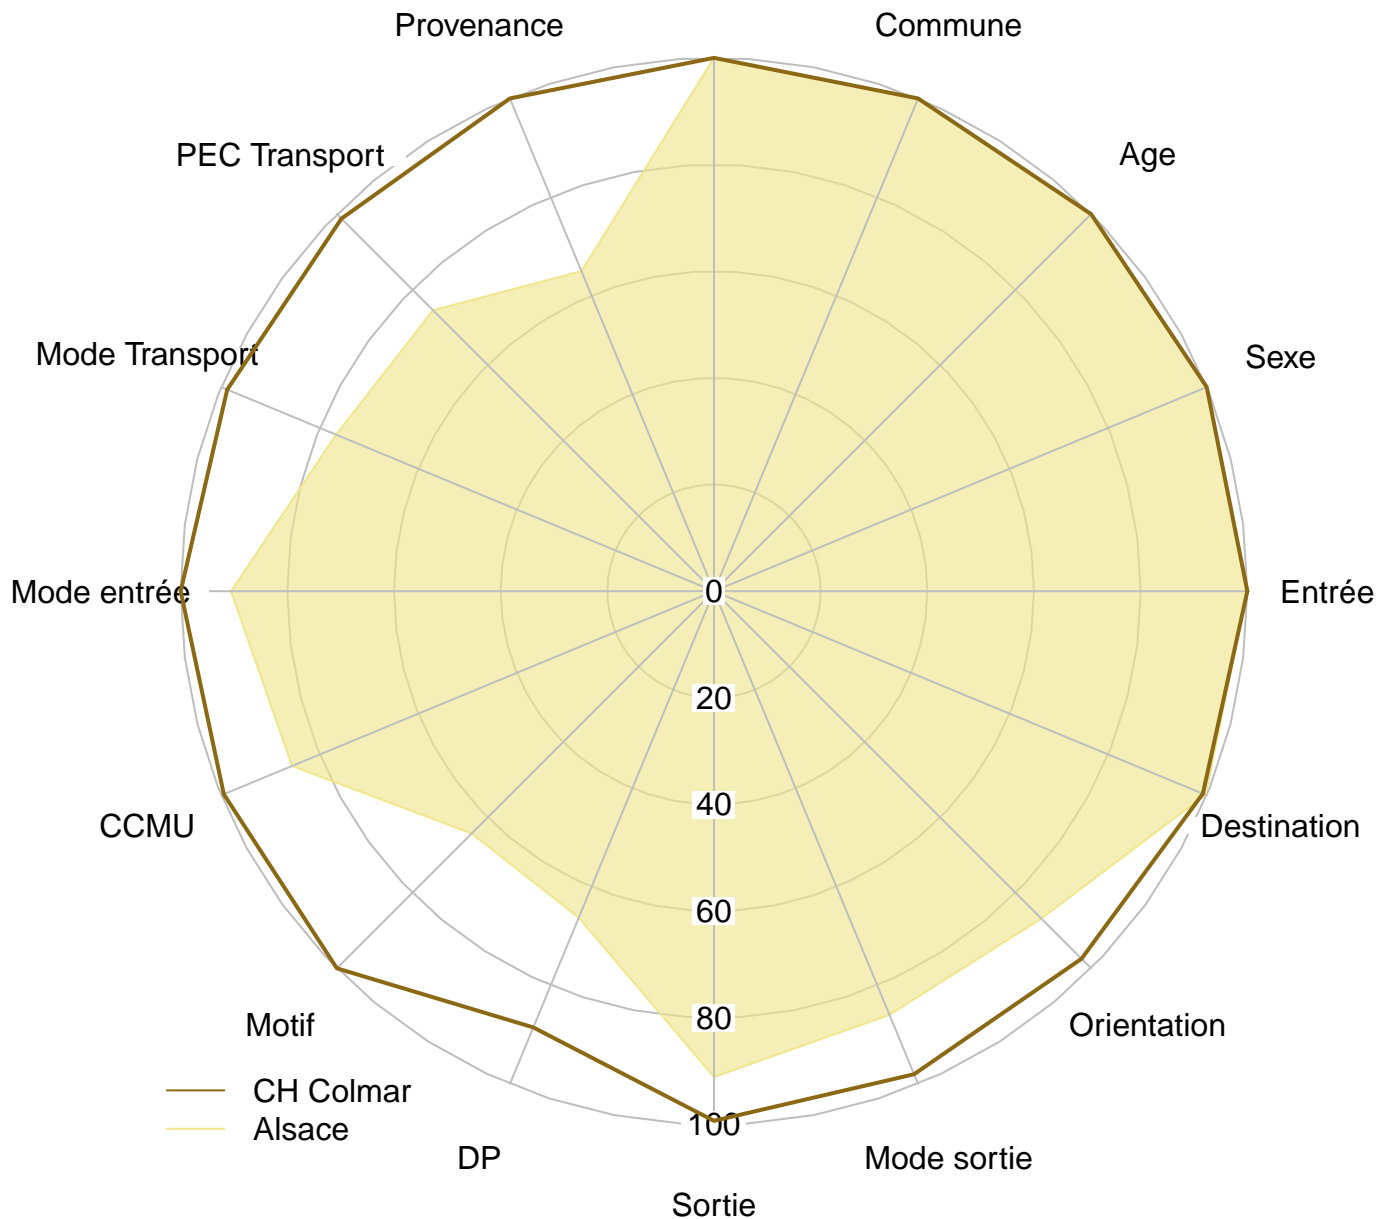 Provenance
Commune
PEC Transport
Age
Mode Transport
Sexe
Mode entrée
0
Entrée
20
40
CCMU
Destination
60
80
Motif
Orientation
CH Colmar
100
Alsace
DP
Mode sortie
Sortie